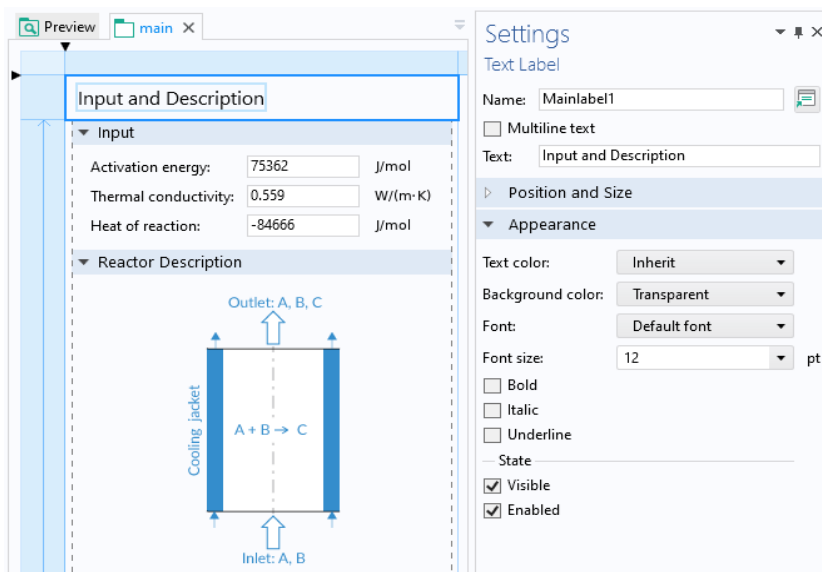 Preview
main
Input and Description
Input
Activation energy: 75362 J/mol
Thermal conductivity: 0.559 W/(m·K)
Heat of reaction: -84666 J/mol
Reactor Description
Outlet: A, B, C
Cooling jacket
A + B → C
Inlet: A, B
Settings
Text Label
Name: Mainlabel1
Multiline text
Text: Input and Description
Position and Size
Appearance
Text color: Inherit
Background color: Transparent
Font: Default font
Font size: 12 pt
Bold
Italic
Underline
State
Visible
Enabled